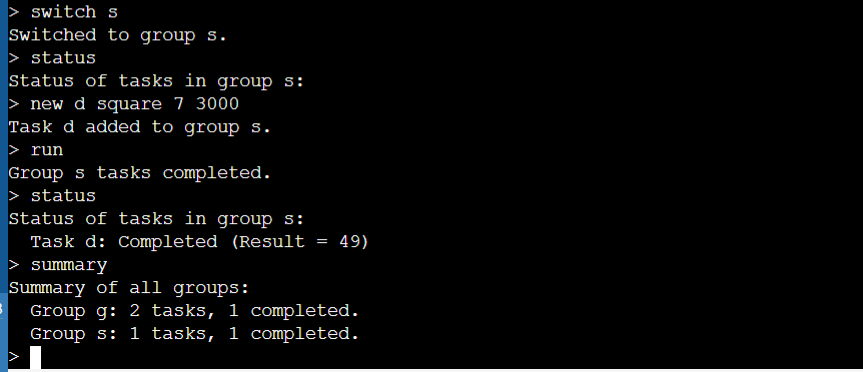 > switch s
Switched to group s.
> status
Status of tasks in group s:
> new d square 7 3000
Task d added to group s.
> run
Group s tasks completed.
> status
Status of tasks in group s:
  Task d: Completed (Result = 49)
> summary
Summary of all groups:
  Group g: 2 tasks, 1 completed.
  Group s: 1 tasks, 1 completed.
>